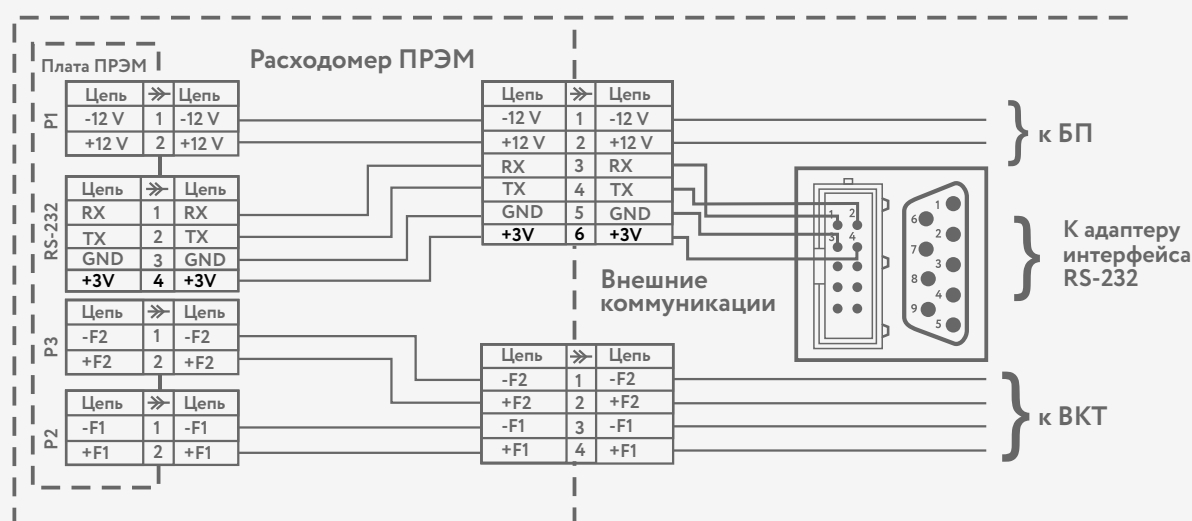 Расходомер ПРЭМ
Плата ПРЭМ
P1
Цепь Цепь
-12 V 1 -12 V
+12 V 2 +12 V
RS-232
Цепь Цепь
RX 1 RX
TX 2 TX
GND 3 GND
+3V 4 +3V
P3
Цепь Цепь
-F2 1 -F2
+F2 2 +F2
P2
Цепь Цепь
-F1 1 -F1
+F1 2 +F1
Цепь Цепь
-12 V 1 -12 V
+12 V 2 +12 V
RX 3 RX
TX 4 TX
GND 5 GND
+3V 6 +3V
Внешние
коммуникации
Цепь Цепь
-F2 1 -F2
+F2 2 +F2
-F1 3 -F1
+F1 4 +F1
к БП
1 2
3 4
1
6
2
7
3
8
4
9
5
К адаптеру
интерфейса
RS-232
к ВКТ